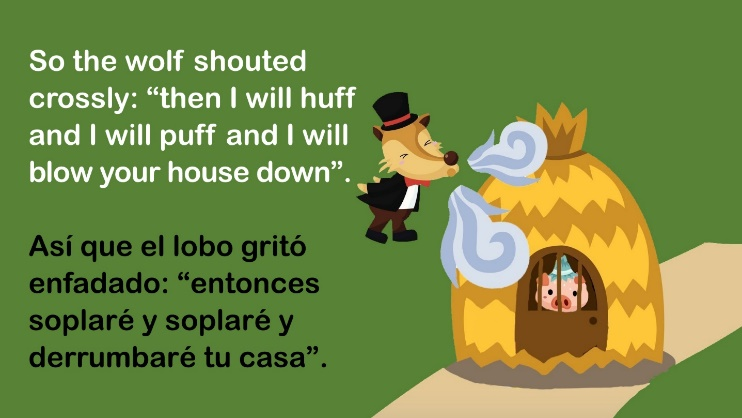 So the wolf shouted
crossly: “then I will huff
and I will puff and I will
blow your house down”.
Así que el lobo gritó
enfadado: “entonces
soplaré y soplaré y
derrumbaré tu casa”.